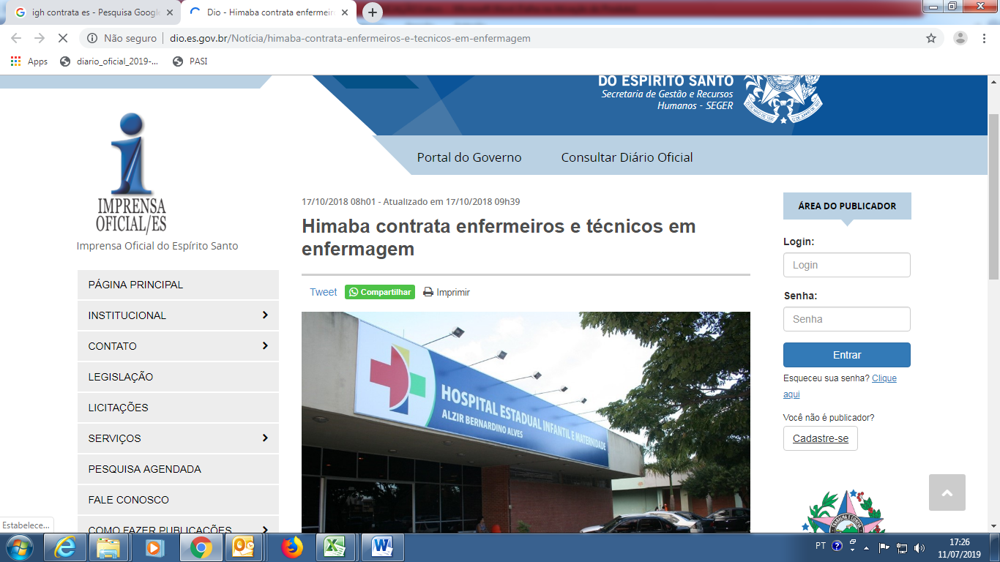 igh contrata es - Pesquisa Google
Dio - Himaba contrata enfermeir
Não seguro
dio.es.gov.br/Notícia/himaba-contrata-enfermeiros-e-tecnicos-em-enfermagem
Apps
diario_oficial_2019-...
PASI
DO ESPÍRITO SANTO
Secretaria de Gestão e Recursos
Humanos - SEGER
Portal do Governo
Consultar Diário Oficial
IMPRENSA
OFICIAL/ES
Imprensa Oficial do Espírito Santo
PÁGINA PRINCIPAL
INSTITUCIONAL
CONTATO
LEGISLAÇÃO
LICITAÇÕES
SERVIÇOS
PESQUISA AGENDADA
FALE CONOSCO
COMO FAZER PUBLICAÇÕES
17/10/2018 08h01 - Atualizado em 17/10/2018 09h39
Himaba contrata enfermeiros e técnicos em
enfermagem
Tweet
Compartilhar
Imprimir
HOSPITAL ESTADUAL INFANTIL E MATERNIDADE
ALZIR BERNARDINO ALVES
ÁREA DO PUBLICADOR
Login:
Login
Senha:
Senha
Entrar
Esqueceu sua senha? Clique
aqui
Você não é publicador?
Cadastre-se
Estabelece...
PT
17:26
11/07/2019